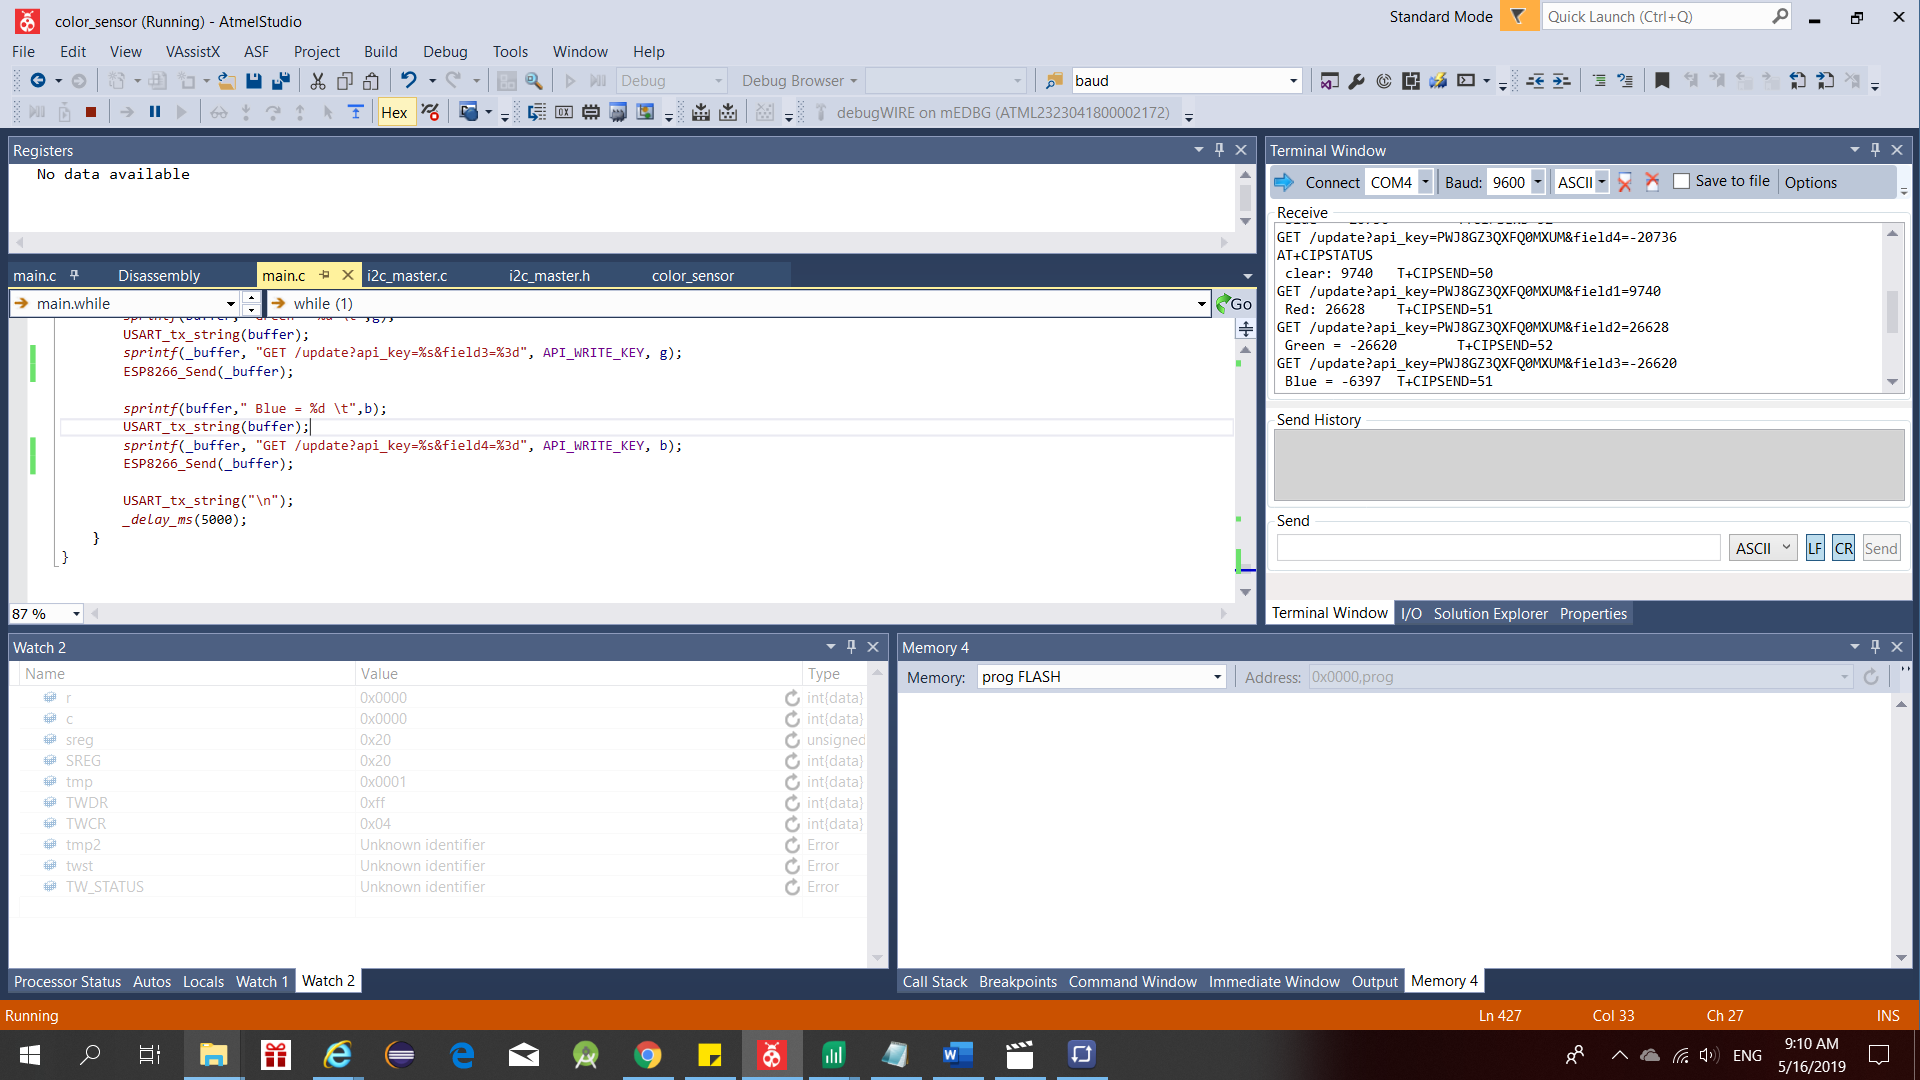 color_sensor (Running) - AtmelStudio
Standard Mode
Quick Launch (Ctrl+Q)
File Edit View VAssistX ASF Project Build Debug Tools Window Help
Debug
Debug Browser
baud
Hex
debugWIRE on mEDBG (ATML2323041800002172)
Registers
No data available
main.c Disassembly main.c i2c_master.c i2c_master.h color_sensor
main.while
while (1)
Go
USART_tx_string(buffer);
sprintf(_buffer, "GET /update?api_key=%s&field3=%3d", API_WRITE_KEY, g);
ESP8266_Send(_buffer);
sprintf(buffer," Blue = %d \t",b);
USART_tx_string(buffer);
sprintf(_buffer, "GET /update?api_key=%s&field4=%3d", API_WRITE_KEY, b);
ESP8266_Send(_buffer);
USART_tx_string("\n");
_delay_ms(5000);
}
}
87 %
Terminal Window
Connect COM4 Baud: 9600 ASCII Save to file Options
Receive
GET /update?api_key=PWJ8GZ3QXFQ0MXUM&field4=-20736
AT+CIPSTATUS
clear: 9740 T+CIPSEND=50
GET /update?api_key=PWJ8GZ3QXFQ0MXUM&field1=9740
Red: 26628 T+CIPSEND=51
GET /update?api_key=PWJ8GZ3QXFQ0MXUM&field2=26628
Green = -26620 T+CIPSEND=52
GET /update?api_key=PWJ8GZ3QXFQ0MXUM&field3=-26620
Blue = -6397 T+CIPSEND=51
Send History
Send
ASCII LF CR Send
Terminal Window I/O Solution Explorer Properties
Watch 2
Name Value Type
r 0x0000 int{data}
c 0x0000 int{data}
sreg 0x20 unsigned
SREG 0x20 int{data}
tmp 0x0001 int{data}
TWDR 0xff int{data}
TWCR 0x04 int{data}
tmp2 Unknown identifier Error
twst Unknown identifier Error
TW_STATUS Unknown identifier Error
Processor Status Autos Locals Watch 1 Watch 2
Memory 4
Memory: prog FLASH Address: 0x0000,prog
Call Stack Breakpoints Command Window Immediate Window Output Memory 4
Running
Ln 427 Col 33 Ch 27 INS
ENG
9:10 AM
5/16/2019